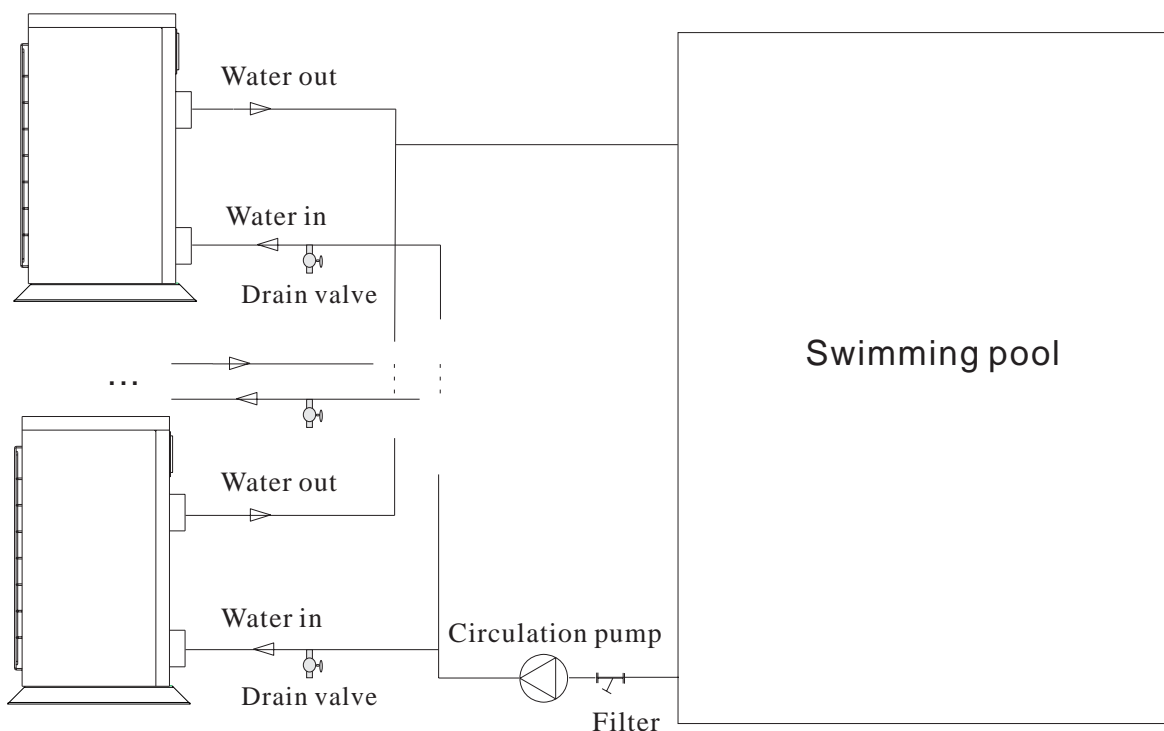 Water out
Water in
Drain valve
Swimming pool
...
Water out
Water in
Circulation pump
Drain valve
Filter